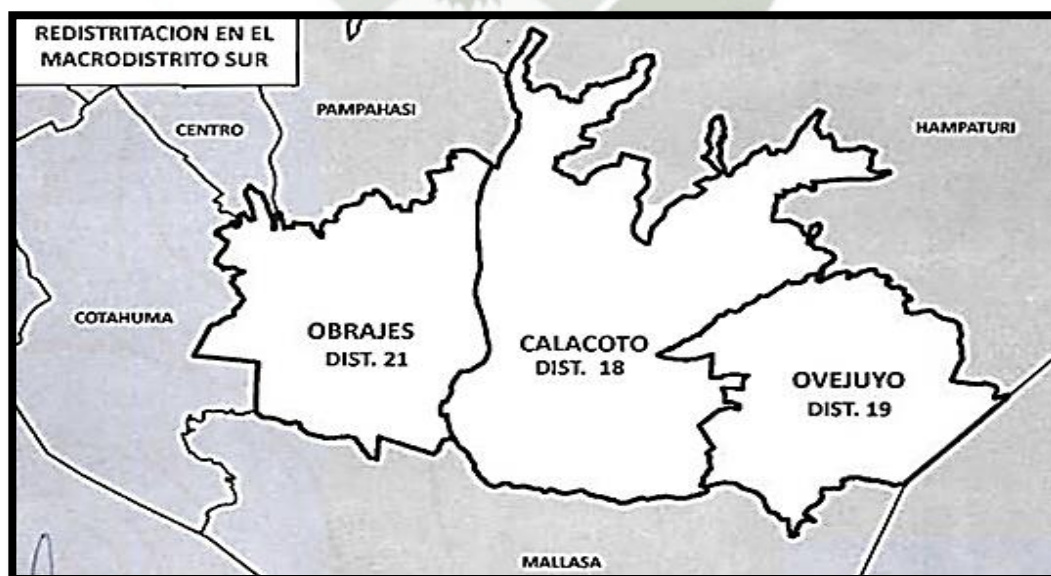 REDISTRITACION EN EL
MACRODISTRITO SUR
CENTRO
PAMPAHASI
HAMPATURI
COTAHUMA
OBRAJES
DIST. 21
CALACOTO
DIST. 18
OVEJUYO
DIST. 19
MALLASA